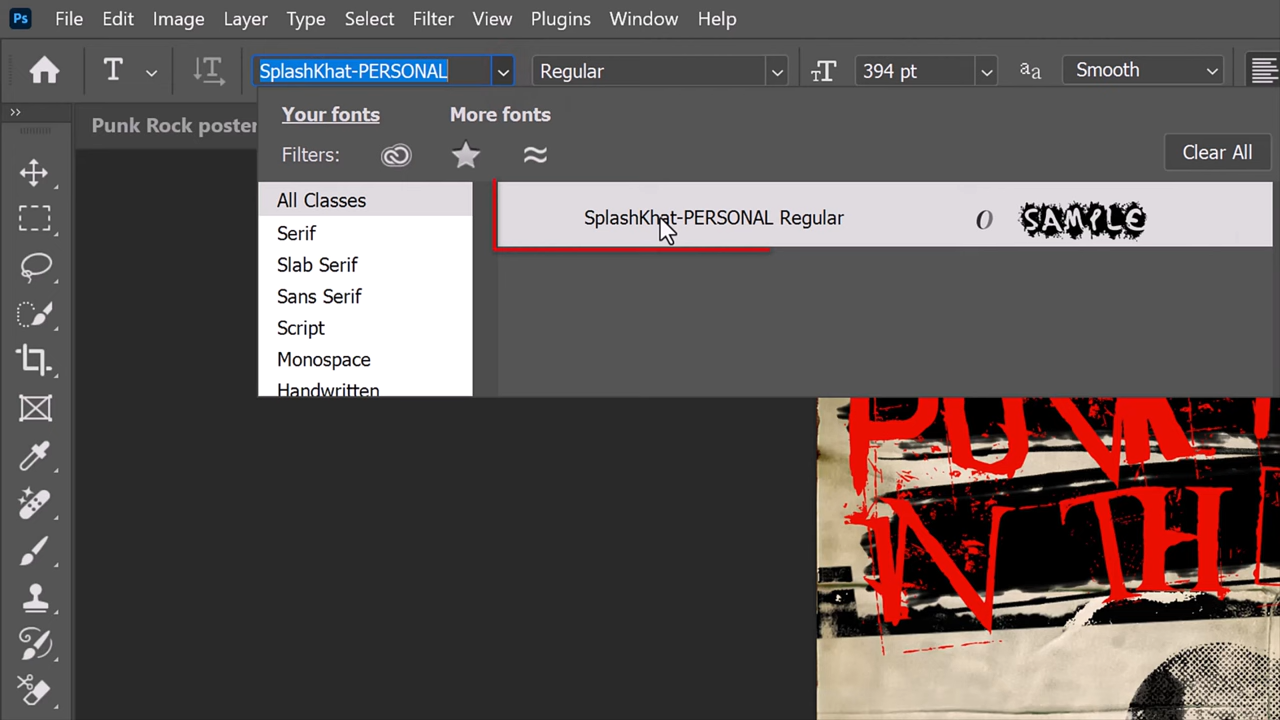 Ps File Edit Image Layer Type Select Filter View Plugins Window Help
T SplashKhat-PERSONAL Regular 394 pt Smooth
Punk Rock poster
Your fonts More fonts
Filters: Clear All
All Classes
SplashKhat-PERSONAL Regular O SAMPLE
Serif
Slab Serif
Sans Serif
Script
Monospace
Handwritten
PUNK
IN TH